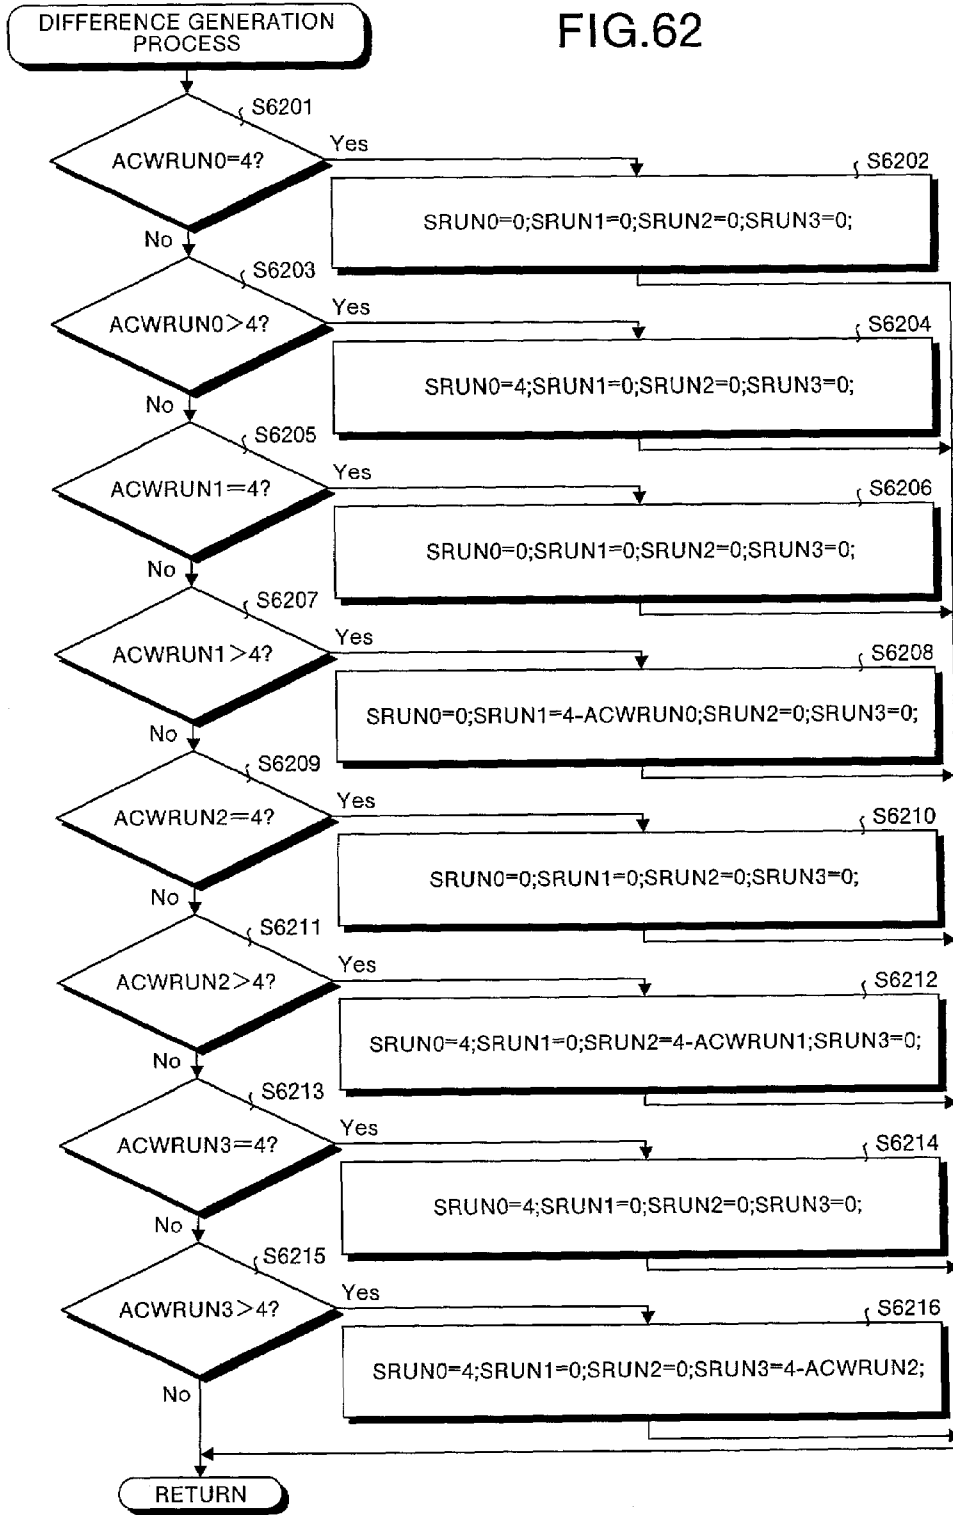 DIFFERENCE GENERATION
PROCESS
FIG.62
S6201
ACWRUN0=4?
Yes
S6202
SRUN0=0;SRUN1=0;SRUN2=0;SRUN3=0;
No
S6203
ACWRUN0>4?
Yes
S6204
SRUN0=4;SRUN1=0;SRUN2=0;SRUN3=0;
No
S6205
ACWRUN1=4?
Yes
S6206
SRUN0=0;SRUN1=0;SRUN2=0;SRUN3=0;
No
S6207
ACWRUN1>4?
Yes
S6208
SRUN0=0;SRUN1=4-ACWRUN0;SRUN2=0;SRUN3=0;
No
S6209
ACWRUN2=4?
Yes
S6210
SRUN0=0;SRUN1=0;SRUN2=0;SRUN3=0;
No
S6211
ACWRUN2>4?
Yes
S6212
SRUN0=4;SRUN1=0;SRUN2=4-ACWRUN1;SRUN3=0;
No
S6213
ACWRUN3=4?
Yes
S6214
SRUN0=4;SRUN1=0;SRUN2=0;SRUN3=0;
No
S6215
ACWRUN3>4?
Yes
S6216
SRUN0=4;SRUN1=0;SRUN2=0;SRUN3=4-ACWRUN2;
No
RETURN